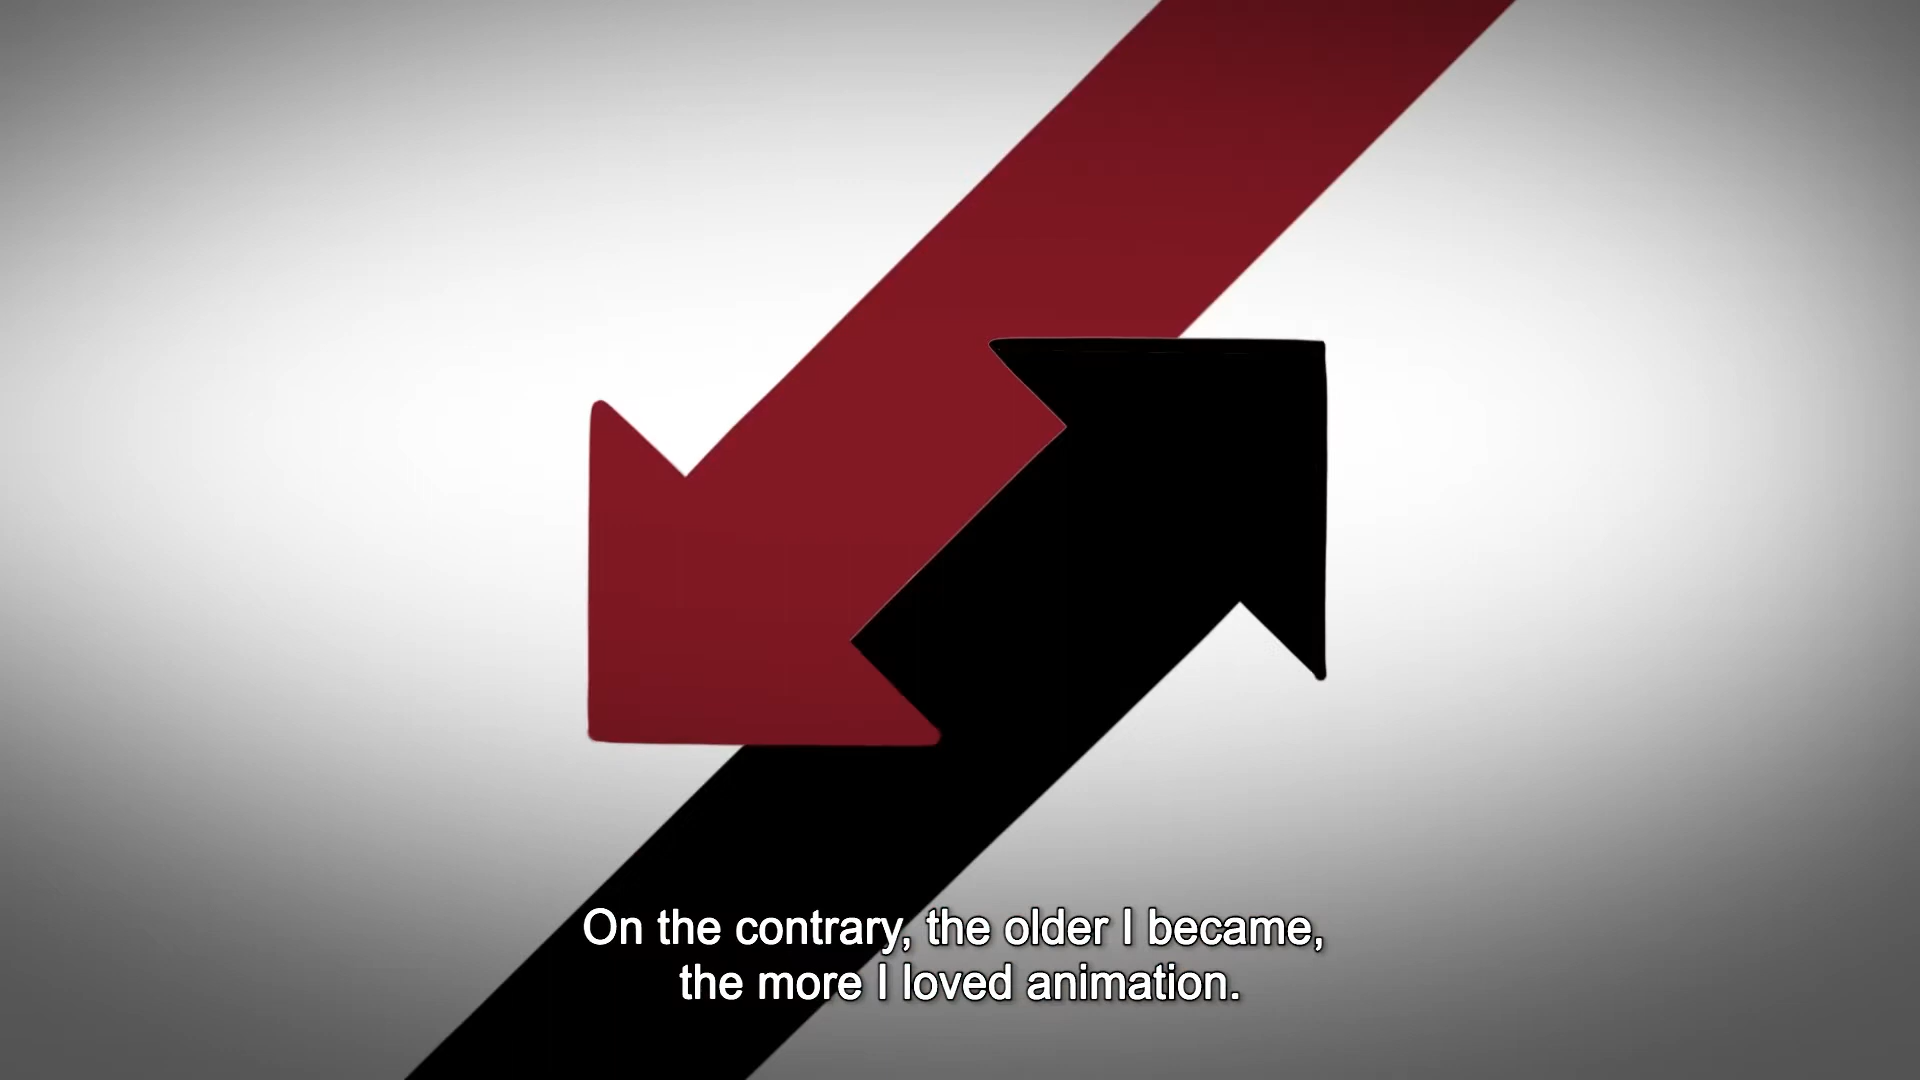 On the contrary, the older I became,
the more I loved animation.